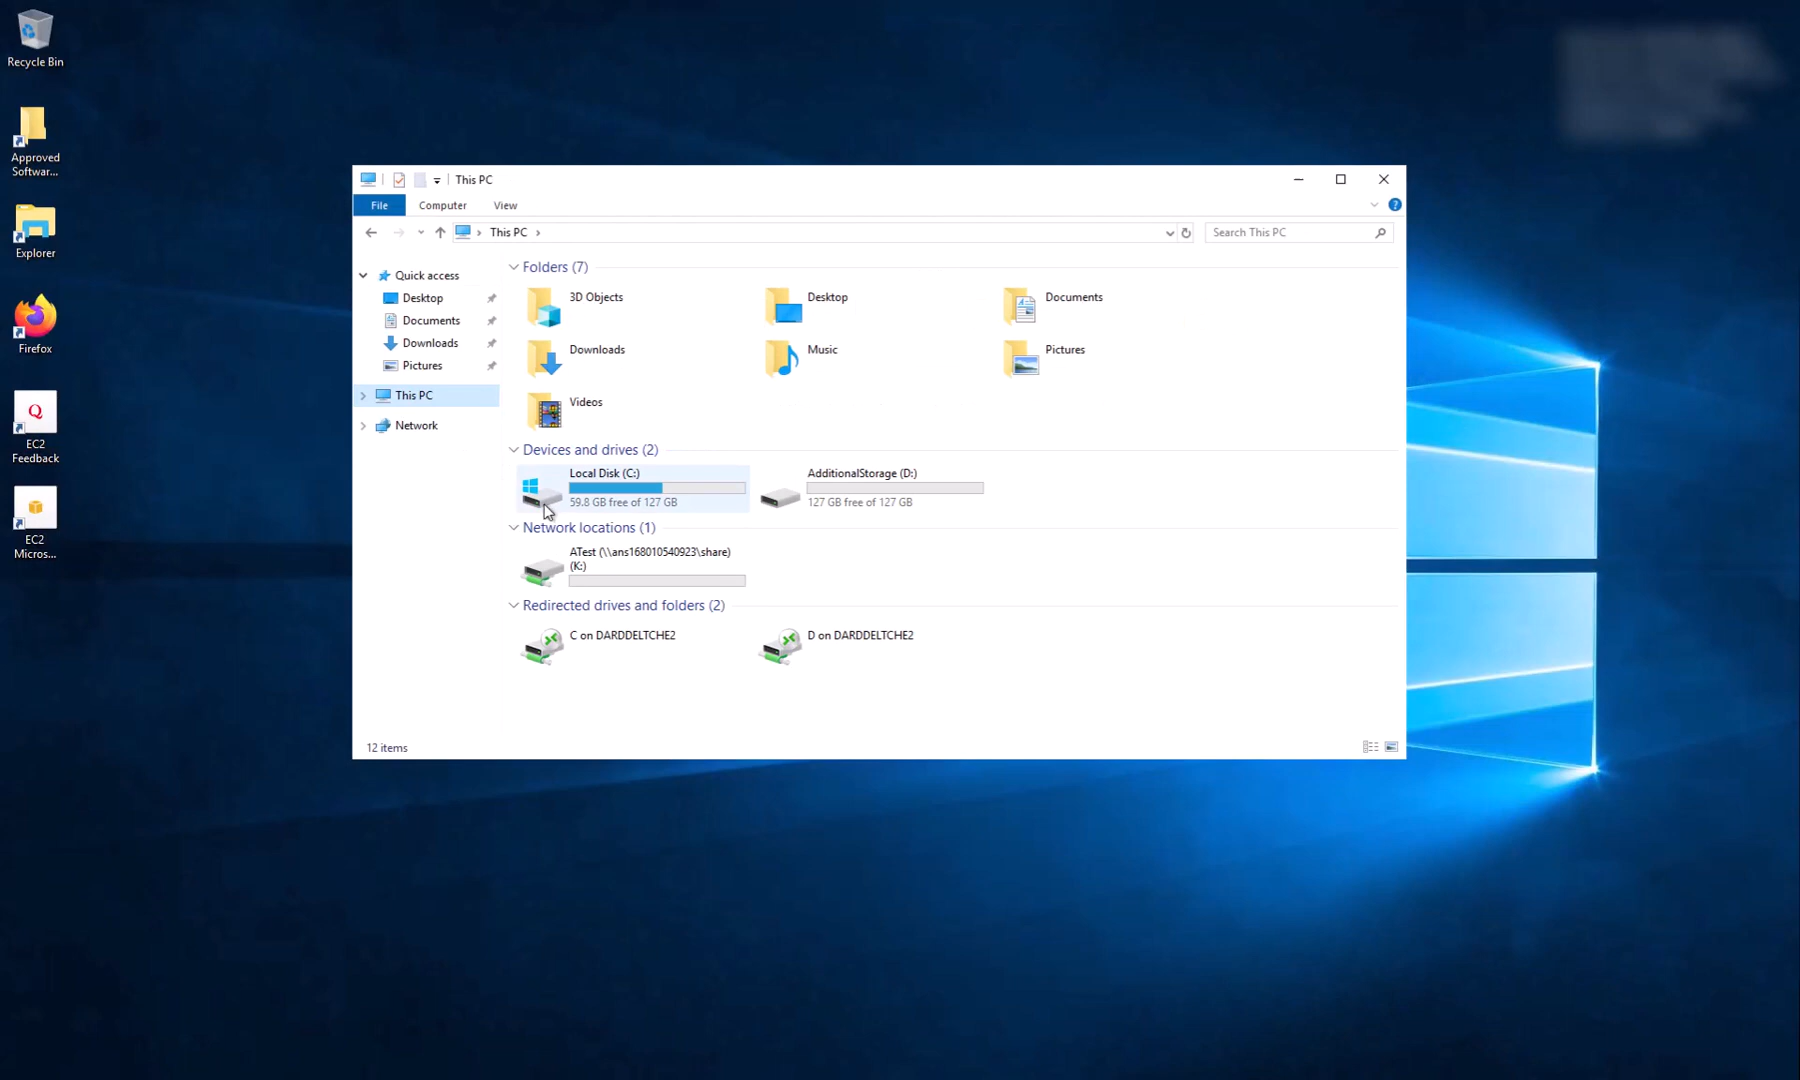 Recycle Bin
Approved
Softwar...
Explorer
Firefox
Q
EC2
Feedback
EC2
Micros...
This PC
File
Computer
View
?
This PC
Search This PC
Quick access
Desktop
Documents
Downloads
Pictures
This PC
Network
Folders (7)
3D Objects
Desktop
Documents
Downloads
Music
Pictures
Videos
Devices and drives (2)
Local Disk (C:)
59.8 GB free of 127 GB
AdditionalStorage (D:)
127 GB free of 127 GB
Network locations (1)
ATest (\\ans168010540923\share)
(K:)
Redirected drives and folders (2)
C on DARDDELTCHE2
D on DARDDELTCHE2
12 items